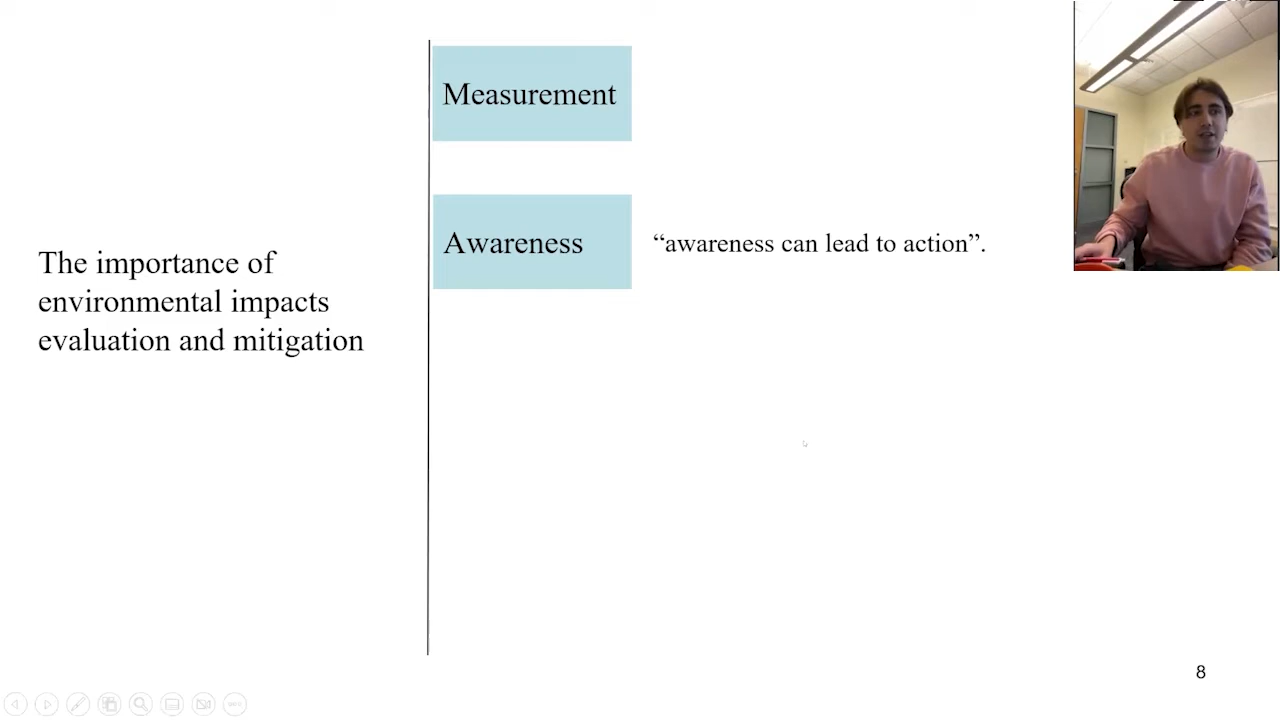 The importance of
environmental impacts
evaluation and mitigation
Measurement
Awareness
“awareness can lead to action”.
8